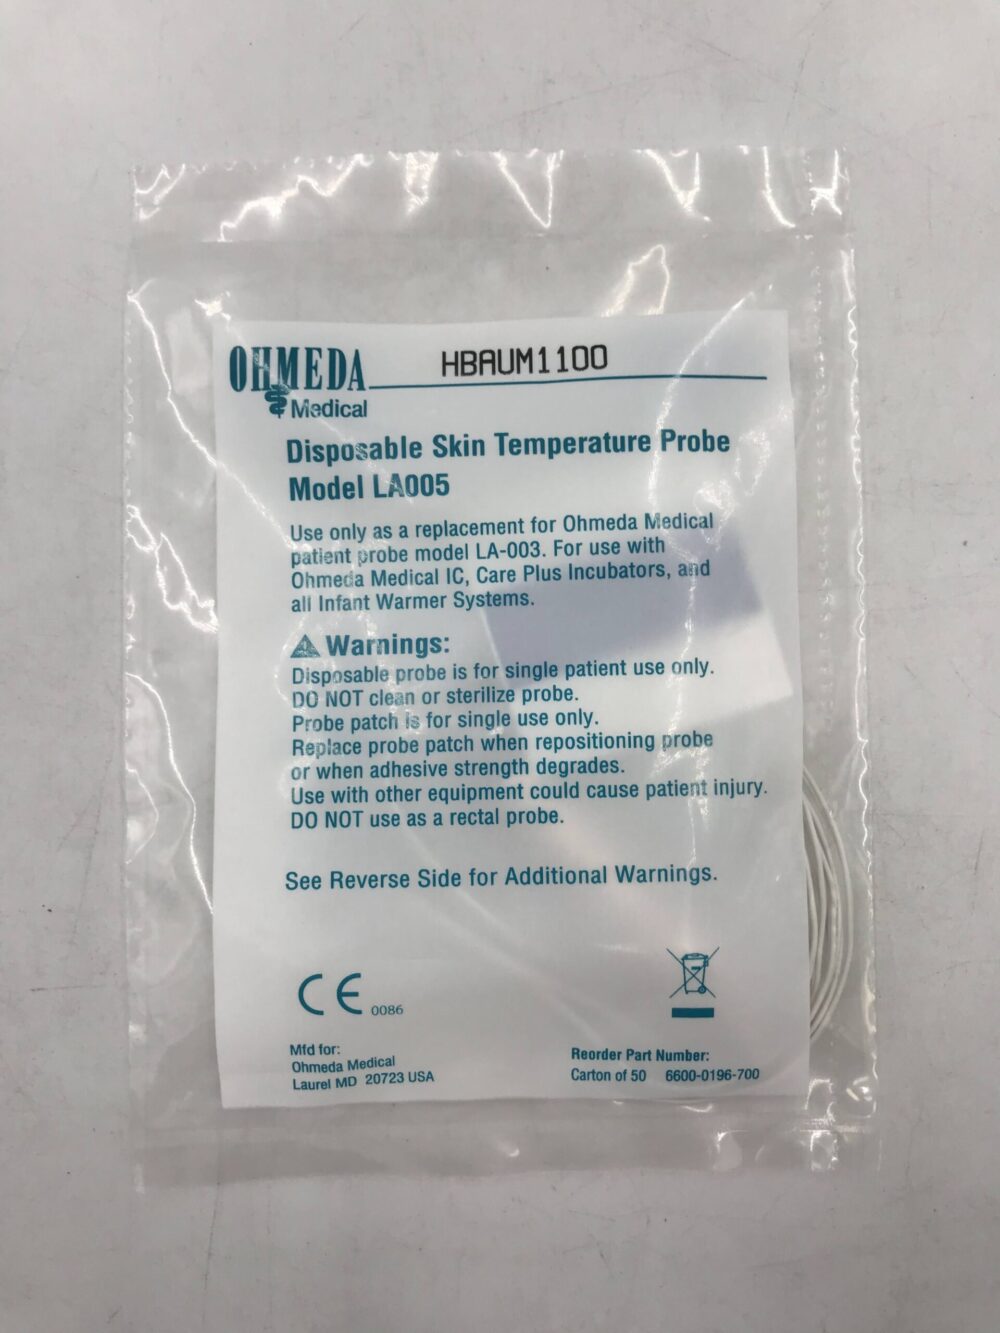 OHMEDA HBAUM1100
Medical
Disposable Skin Temperature Probe
Model LA005
Use only as a replacement for Ohmeda Medical
patient probe model LA-003. For use with
Ohmeda Medical IC, Care Plus Incubators, and
all Infant Warmer Systems.
Warnings:
Disposable probe is for single patient use only.
DO NOT clean or sterilize probe.
Probe patch is for single use only.
Replace probe patch when repositioning probe
or when adhesive strength degrades.
Use with other equipment could cause patient injury.
DO NOT use as a rectal probe.
See Reverse Side for Additional Warnings.
CE 0086
Mfd for:
Ohmeda Medical
Laurel MD 20723 USA
Reorder Part Number:
Carton of 50 6600-0196-700